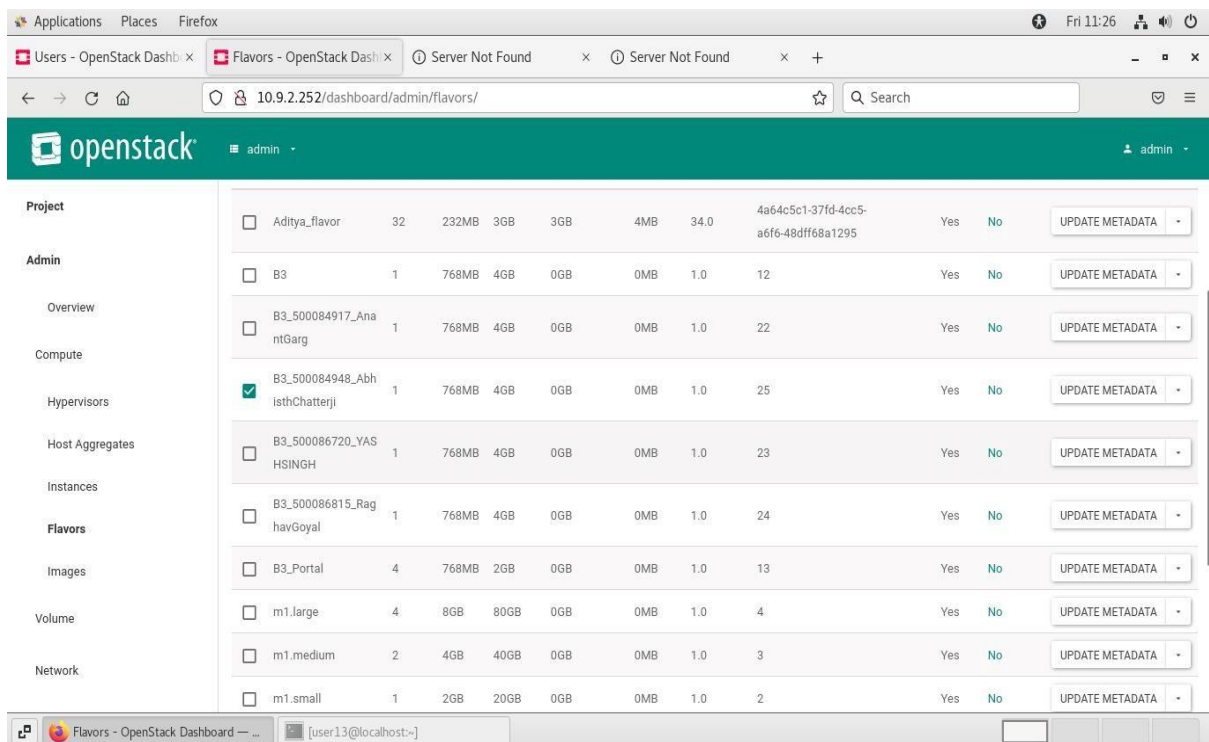 Applications Places Firefox Fri 11:26
Users - OpenStack Dashb Flavors - OpenStack Dash Server Not Found Server Not Found
10.9.2.252/dashboard/admin/flavors/ Search
openstack admin admin
Project
Admin
Overview
Compute
Hypervisors
Host Aggregates
Instances
Flavors
Images
Volume
Network
Aditya_flavor 32 232MB 3GB 3GB 4MB 34.0 4a64c5c1-37fd-4cc5- Yes No UPDATE METADATA
a6f6-48dff68a1295
B3 1 768MB 4GB 0GB 0MB 1.0 12 Yes No UPDATE METADATA
B3_500084917_Ana 1 768MB 4GB 0GB 0MB 1.0 22 Yes No UPDATE METADATA
ntGarg
B3_500084948_Abh 1 768MB 4GB 0GB 0MB 1.0 25 Yes No UPDATE METADATA
isthChatterji
B3_500086720_YAS 1 768MB 4GB 0GB 0MB 1.0 23 Yes No UPDATE METADATA
HSINGH
B3_500086815_Rag 1 768MB 4GB 0GB 0MB 1.0 24 Yes No UPDATE METADATA
havGoyal
B3_Portal 4 768MB 2GB 0GB 0MB 1.0 13 Yes No UPDATE METADATA
m1.large 4 8GB 80GB 0GB 0MB 1.0 4 Yes No UPDATE METADATA
m1.medium 2 4GB 40GB 0GB 0MB 1.0 3 Yes No UPDATE METADATA
m1.small 1 2GB 20GB 0GB 0MB 1.0 2 Yes No UPDATE METADATA
Flavors - OpenStack Dashboard — ... [user13@localhost:~]